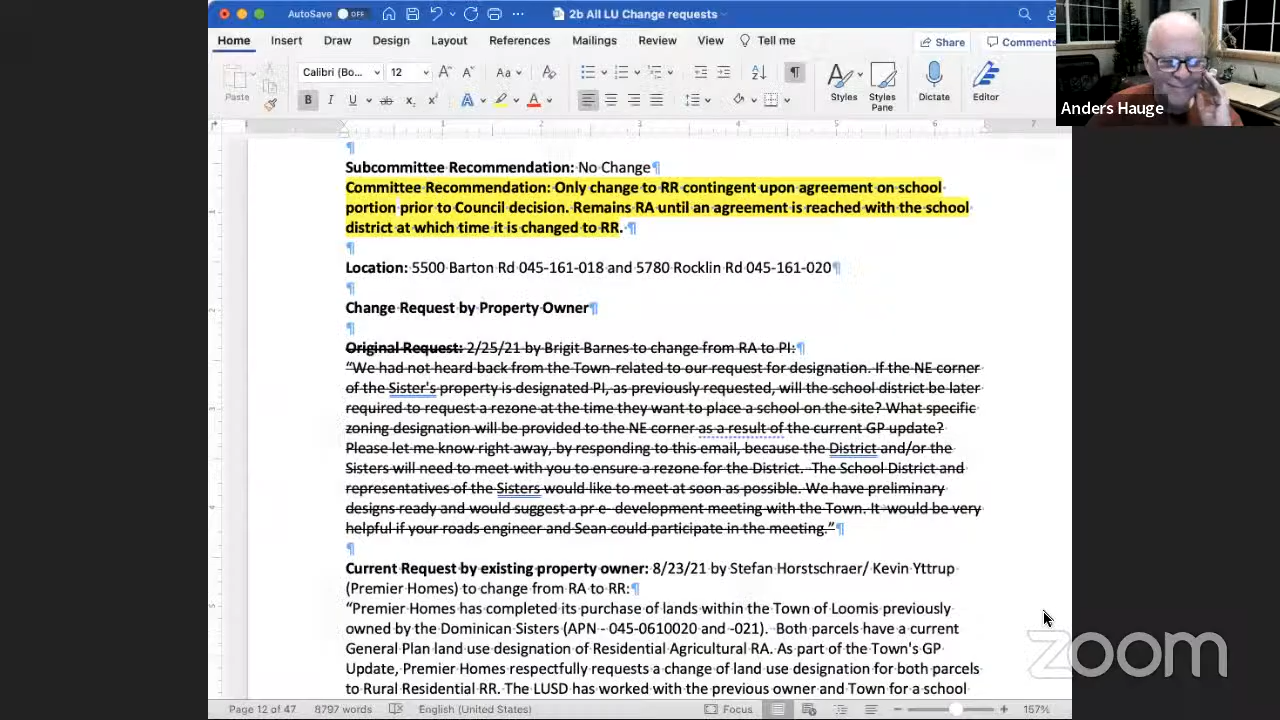 AutoSave OFF
2b All LU Change requests
Home Insert Draw Design Layout References Mailings Review View Tell me Share Comments
Anders Hauge
Paste Calibri (Bo... 12 Styles Styles Pane Dictate Editor
Subcommittee Recommendation: No Change¶
Committee Recommendation: Only change to RR contingent upon agreement on school
portion prior to Council decision. Remains RA until an agreement is reached with the school
district at which time it is changed to RR. ¶
Location: 5500 Barton Rd 045-161-018 and 5780 Rocklin Rd 045-161-020¶
Change Request by Property Owner¶
Original Request: 2/25/21 by Brigit Barnes to change from RA to PI:¶
“We had not heard back from the Town related to our request for designation. If the NE corner
of the Sister's property is designated PI, as previously requested, will the school district be later
required to request a rezone at the time they want to place a school on the site? What specific
zoning designation will be provided to the NE corner as a result of the current GP update?
Please let me know right away, by responding to this email, because the District and/or the
Sisters will need to meet with you to ensure a rezone for the District. The School District and
representatives of the Sisters would like to meet at soon as possible. We have preliminary
designs ready and would suggest a pr e- development meeting with the Town. It would be very
helpful if your roads engineer and Sean could participate in the meeting.”¶
Current Request by existing property owner: 8/23/21 by Stefan Horstschraer/ Kevin Yttrup
(Premier Homes) to change from RA to RR:¶
“Premier Homes has completed its purchase of lands within the Town of Loomis previously
owned by the Dominican Sisters (APN - 045-0610020 and -021). Both parcels have a current
General Plan land use designation of Residential Agricultural RA. As part of the Town's GP
Update, Premier Homes respectfully requests a change of land use designation for both parcels
to Rural Residential RR. The LUSD has worked with the previous owner and Town for a school
zoom
Page 12 of 47 8797 words English (United States) Focus 157%